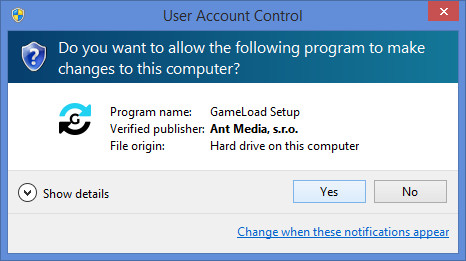 User Account Control
Do you want to allow the following program to make
changes to this computer?
G
Program name: GameLoad Setup
Verified publisher: Ant Media, s.r.o.
File origin: Hard drive on this computer
Show details
Yes No
Change when these notifications appear